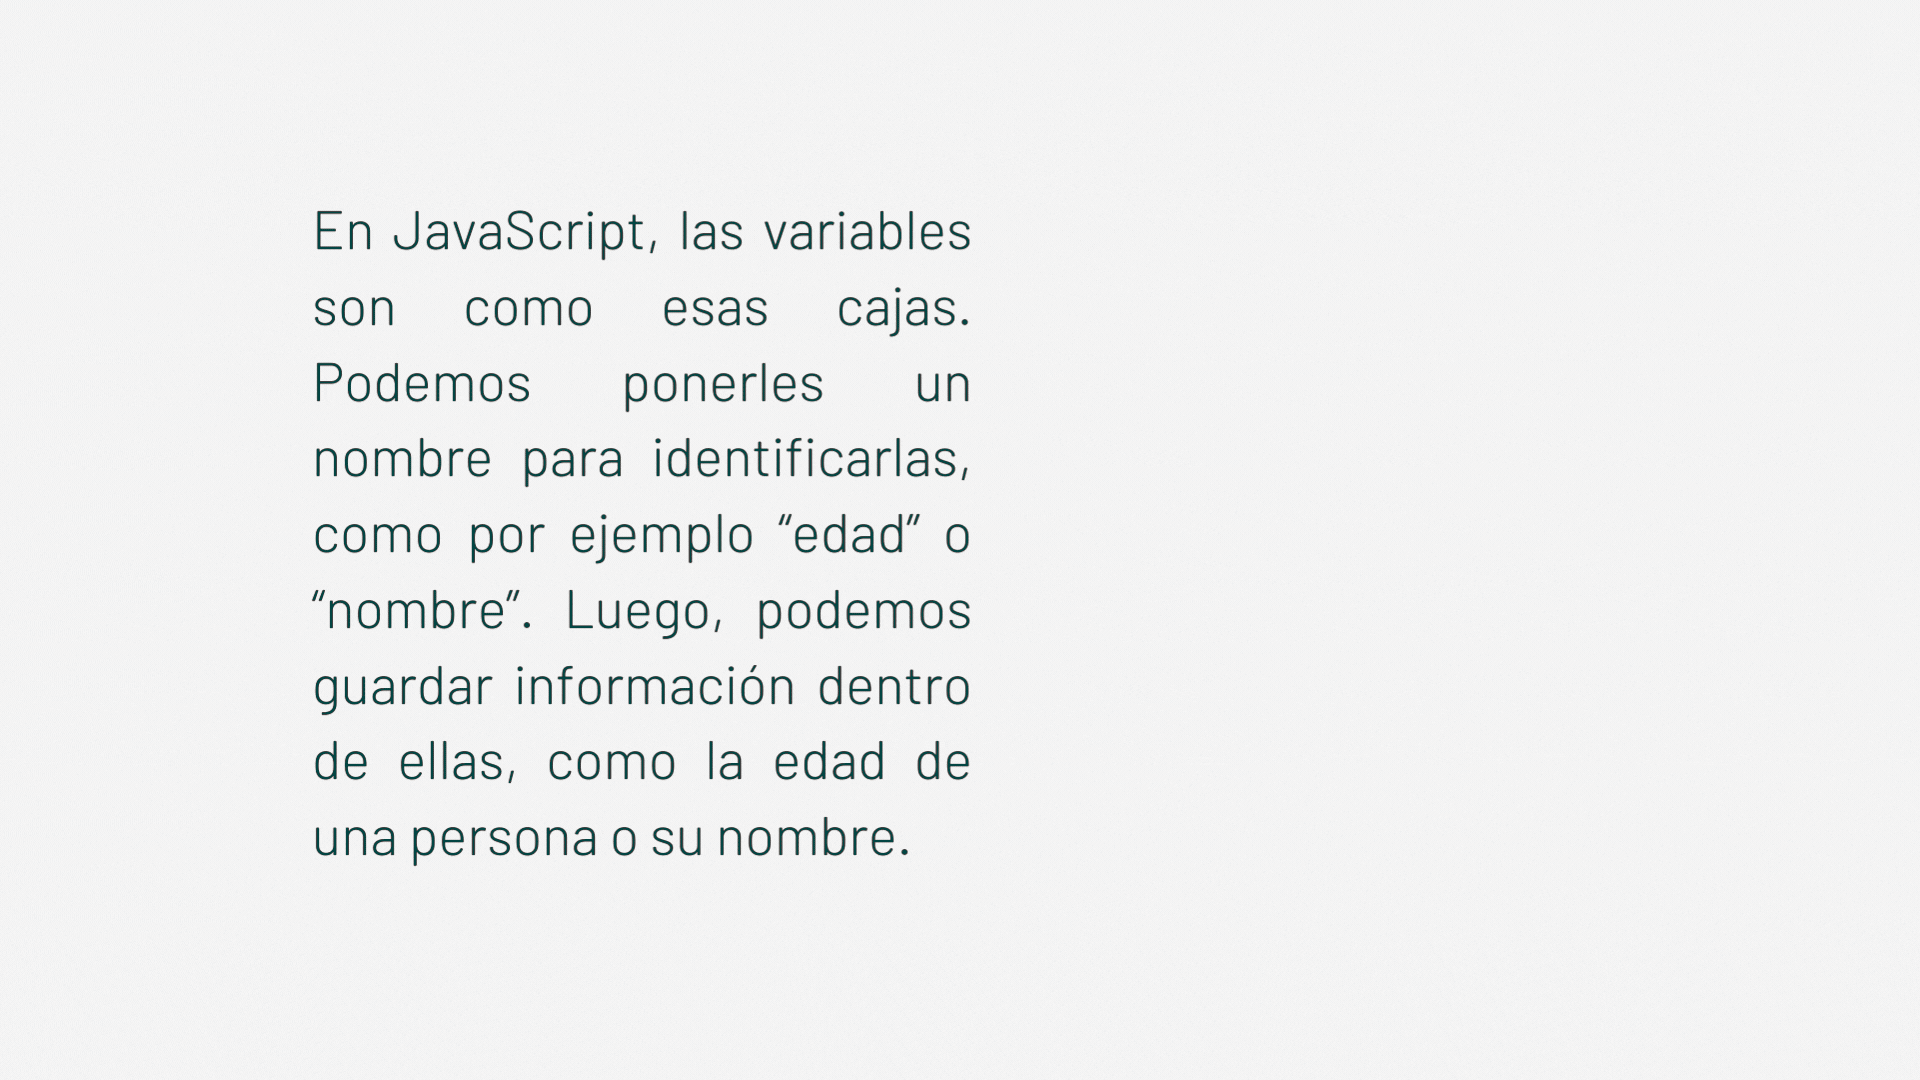 En JavaScript, las variables
son como esas cajas.
Podemos ponerles un
nombre para identificarlas,
como por ejemplo “edad” o
“nombre”. Luego, podemos
guardar información dentro
de ellas, como la edad de
una persona o su nombre.